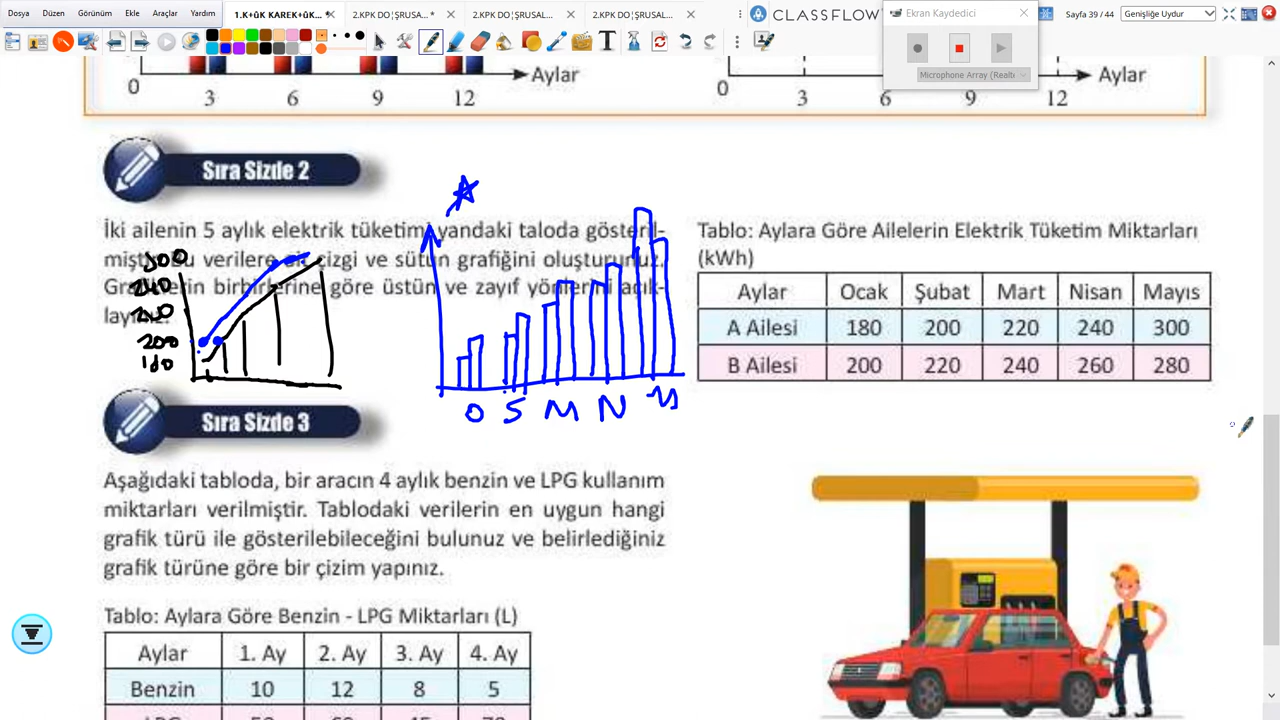 Dosya Düzen Görünüm Ekle Araçlar Yardım
1.K+ûK KAREK+ûK... * 2.KPK DO¦ŞRUSA... * 2.KPK DO¦ŞRUSAL... 2.KPK DO¦ŞRUSAL...
CLASSFLOW
Ekran Kaydedici
Sayfa 39 / 44
Genişliğe Uydur
Microphone Array (Realt
0 3 6 9 12 Aylar
0 3 6 9 12 Aylar
Sıra Sizde 2
İki ailenin 5 aylık elektrik tüketimi yandaki taloda gösteril-
miştir. Bu verilere ait çizgi ve sütun grafiğini oluşturunuz.
Grafiklerin birbirlerine göre üstün ve zayıf yönlerini açık-
layınız.
300
240
200
180
O Ş M N M
Tablo: Aylara Göre Ailelerin Elektrik Tüketim Miktarları
(kWh)
Aylar Ocak Şubat Mart Nisan Mayıs
A Ailesi 180 200 220 240 300
B Ailesi 200 220 240 260 280
Sıra Sizde 3
Aşağıdaki tabloda, bir aracın 4 aylık benzin ve LPG kullanım
miktarları verilmiştir. Tablodaki verilerin en uygun hangi
grafik türü ile gösterilebileceğini bulunuz ve belirlediğiniz
grafik türüne göre bir çizim yapınız.
Tablo: Aylara Göre Benzin - LPG Miktarları (L)
Aylar 1. Ay 2. Ay 3. Ay 4. Ay
Benzin 10 12 8 5